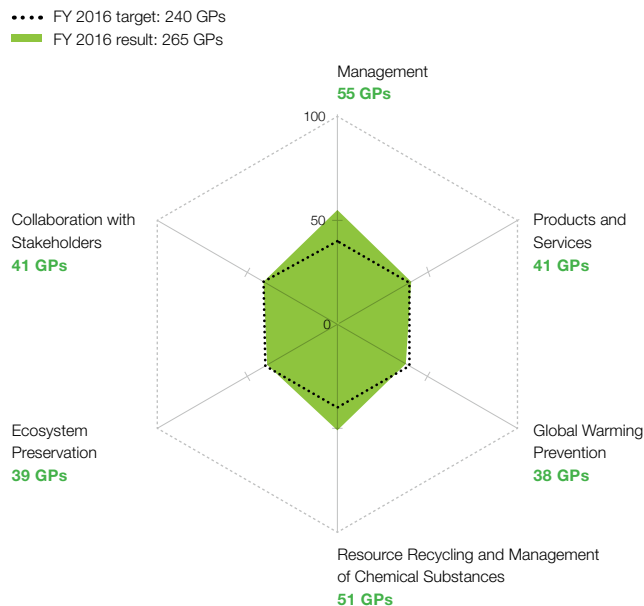 FY 2016 target: 240 GPs
FY 2016 result: 265 GPs
Management
55 GPs
100
50
0
Collaboration with
Stakeholders
41 GPs
Products and
Services
41 GPs
Ecosystem
Preservation
39 GPs
Global Warming
Prevention
38 GPs
Resource Recycling and Management
of Chemical Substances
51 GPs